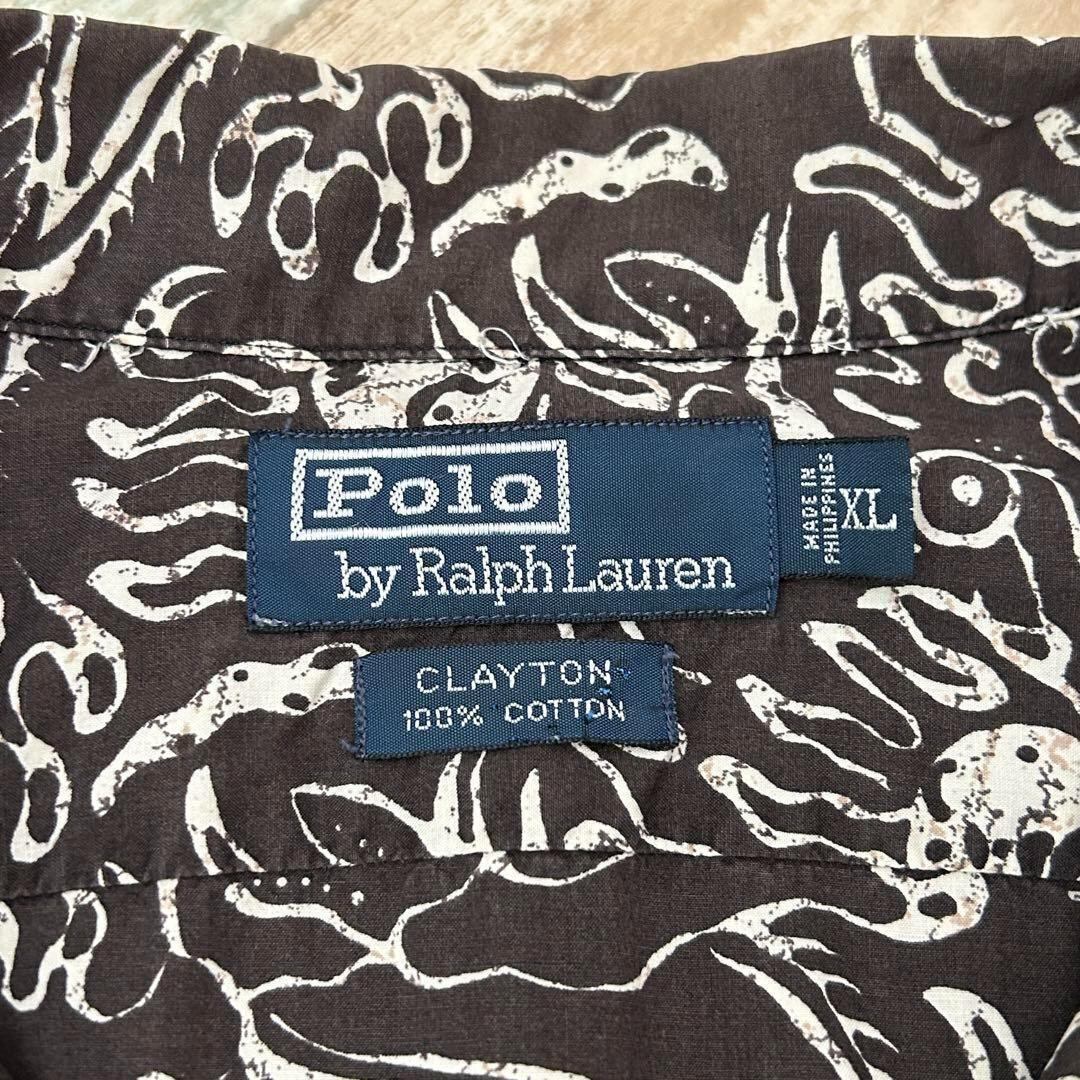 Polo
by Ralph Lauren
MADE IN
PHILIPPINES
XL
CLAYTON
100% COTTON